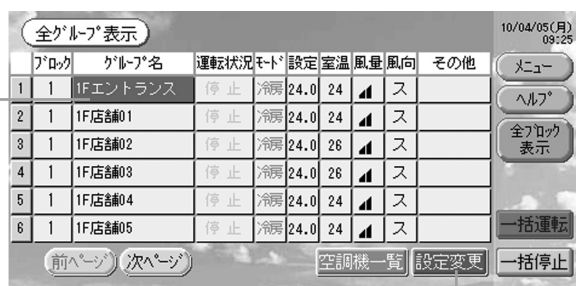 全ｸﾞﾙｰﾌﾟ表示
10/04/05(月)
09:25
ﾌﾞﾛｯｸ ｸﾞﾙｰﾌﾟ名 運転状況 ﾓｰﾄﾞ 設定 室温 風量 風向 その他
1 1 1Fエントランス 停止 冷房 24.0 24 ス
2 1 1F店舗01 停止 冷房 24.0 24 ス
3 1 1F店舗02 停止 冷房 24.0 26 ス
4 1 1F店舗03 停止 冷房 24.0 26 ス
5 1 1F店舗04 停止 冷房 24.0 24 ス
6 1 1F店舗05 停止 冷房 24.0 24 ス
ﾒﾆｭｰ
ﾍﾙﾌﾟ
全ﾌﾞﾛｯｸ
表示
一括運転
前ﾍﾟｰｼﾞ 次ﾍﾟｰｼﾞ 空調機一覧 設定変更 一括停止